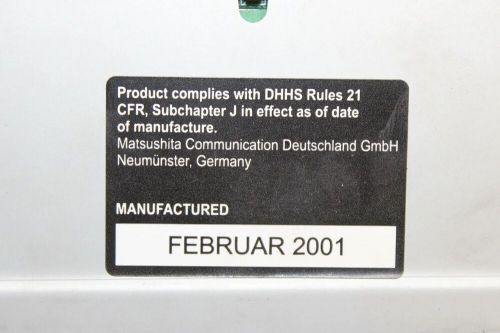 Product complies with DHHS Rules 21
CFR, Subchapter J in effect as of date
of manufacture.
Matsushita Communication Deutschland GmbH
Neumünster, Germany
MANUFACTURED
FEBRUAR 2001